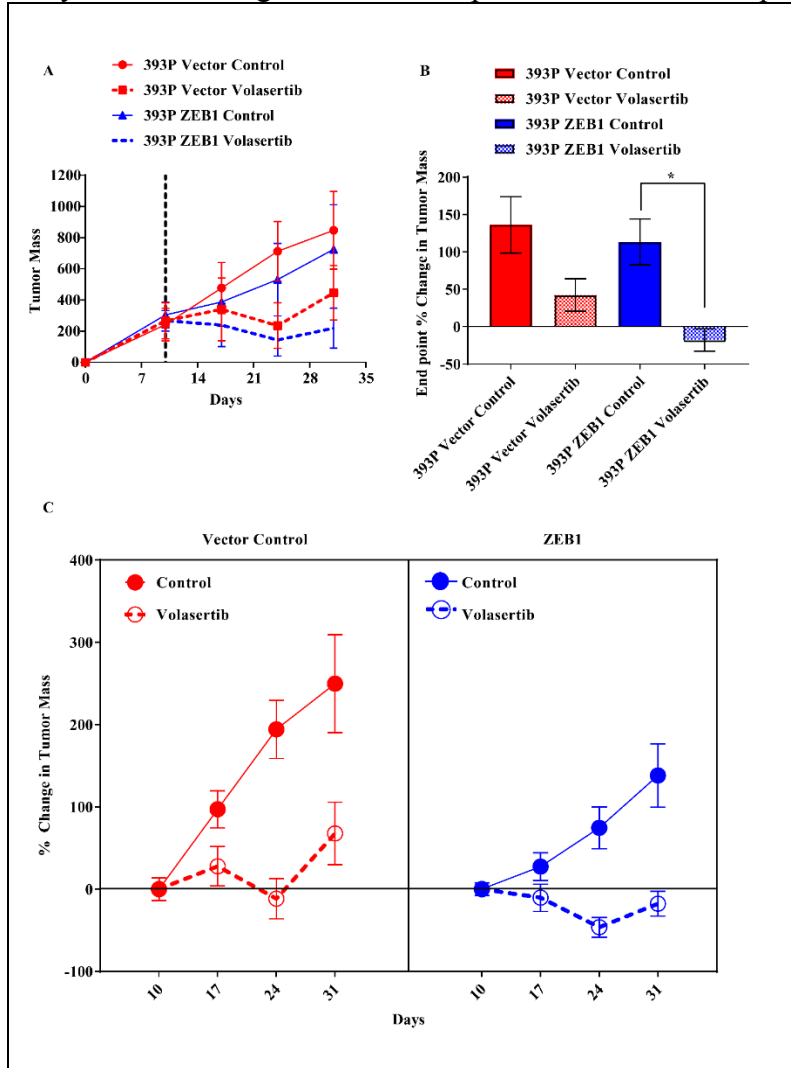 A
393P Vector Control
393P Vector Volasertib
393P ZEB1 Control
393P ZEB1 Volasertib
1200
1000
800
600
400
200
0
Tumor Mass
0 7 14 21 28 35
Days
B
393P Vector Control
393P Vector Volasertib
393P ZEB1 Control
393P ZEB1 Volasertib
*
150
100
50
0
-50
End point % Change in Tumor Mass
393P Vector Control
393P Vector Volasertib
393P ZEB1 Control
393P ZEB1 Volasertib
C
Vector Control
ZEB1
Control
Volasertib
Control
Volasertib
400
300
200
100
0
-100
% Change in Tumor Mass
10 17 24 31 10 17 24 31
Days